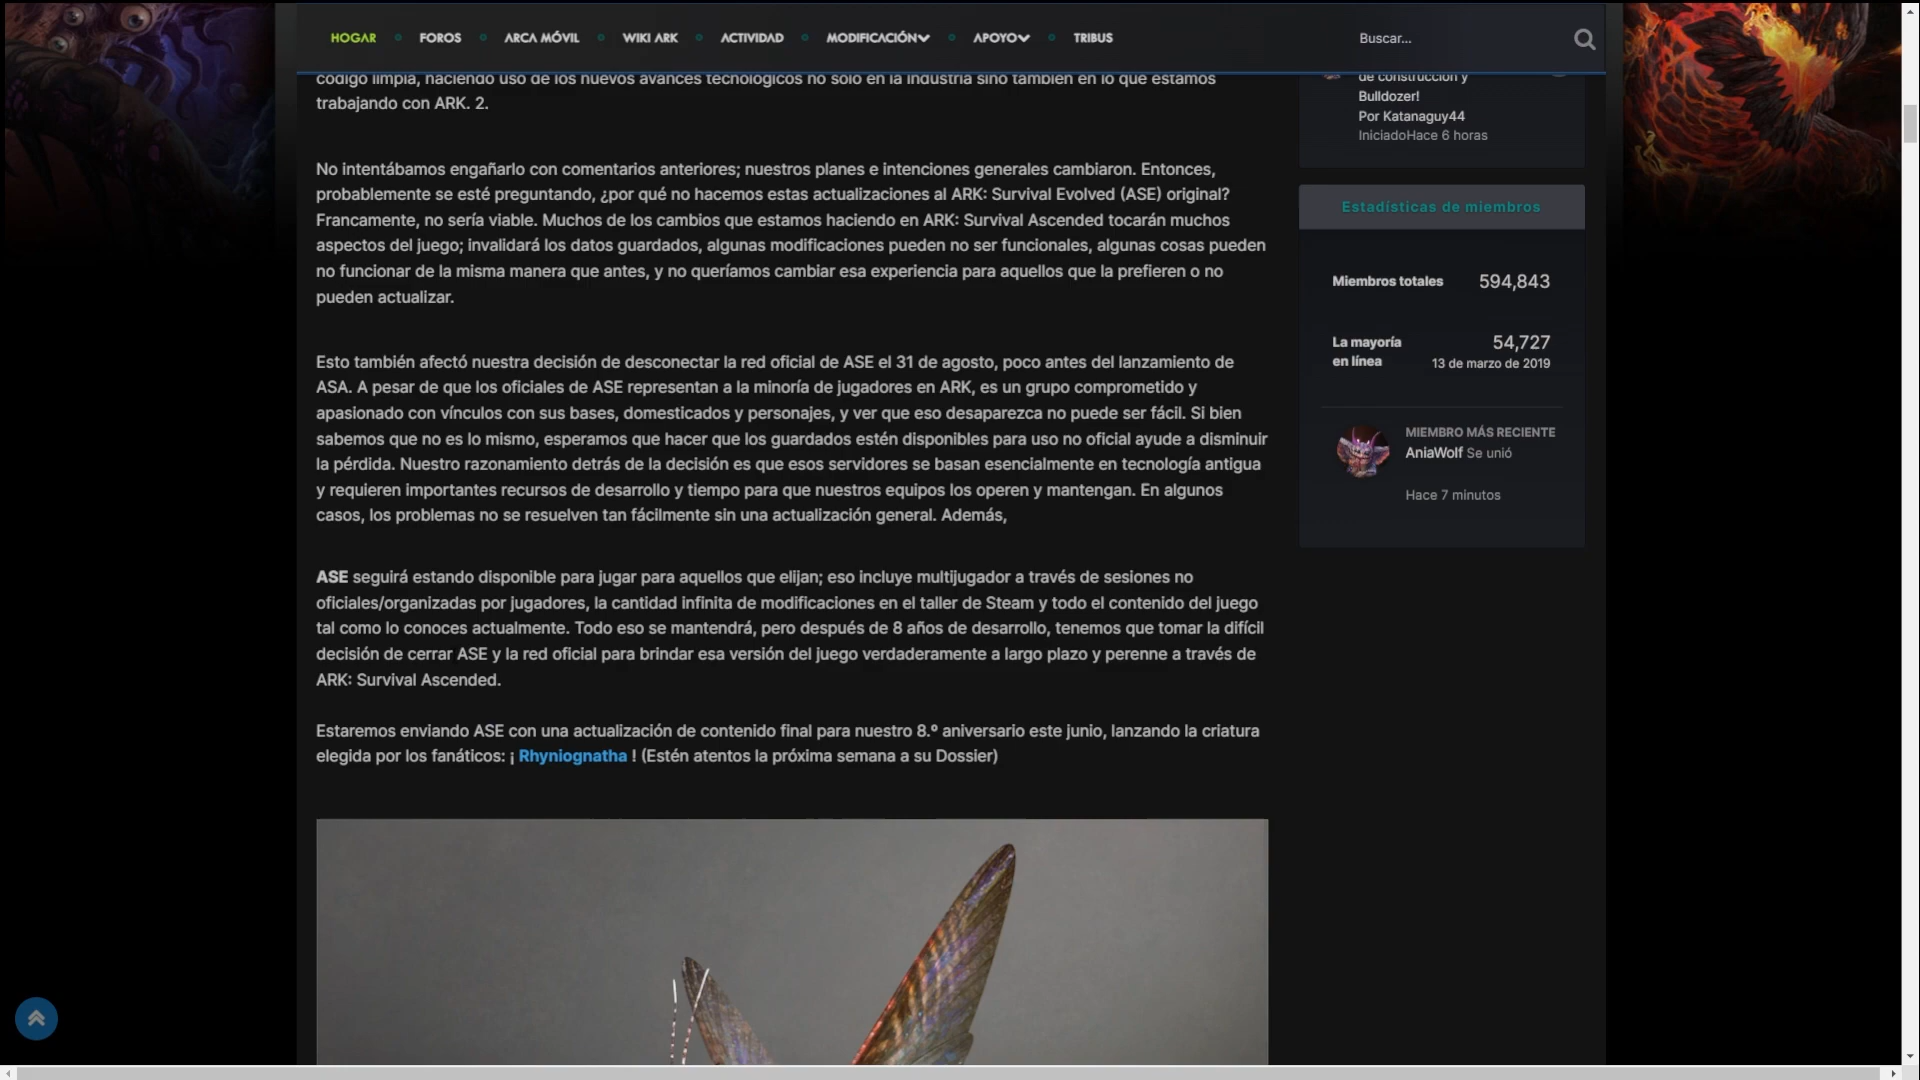 HOGAR
FOROS
ARCA MÓVIL
WIKI ARK
ACTIVIDAD
MODIFICACIÓN
APOYO
TRIBUS
Buscar...
código limpia, haciendo uso de los nuevos avances tecnológicos no solo en la industria sino también en lo que estamos
trabajando con ARK. 2.
No intentábamos engañarlo con comentarios anteriores; nuestros planes e intenciones generales cambiaron. Entonces,
probablemente se esté preguntando, ¿por qué no hacemos estas actualizaciones al ARK: Survival Evolved (ASE) original?
Francamente, no sería viable. Muchos de los cambios que estamos haciendo en ARK: Survival Ascended tocarán muchos
aspectos del juego; invalidará los datos guardados, algunas modificaciones pueden no ser funcionales, algunas cosas pueden
no funcionar de la misma manera que antes, y no queríamos cambiar esa experiencia para aquellos que la prefieren o no
pueden actualizar.
Esto también afectó nuestra decisión de desconectar la red oficial de ASE el 31 de agosto, poco antes del lanzamiento de
ASA. A pesar de que los oficiales de ASE representan a la minoría de jugadores en ARK, es un grupo comprometido y
apasionado con vínculos con sus bases, domesticados y personajes, y ver que eso desaparezca no puede ser fácil. Si bien
sabemos que no es lo mismo, esperamos que hacer que los guardados estén disponibles para uso no oficial ayude a disminuir
la pérdida. Nuestro razonamiento detrás de la decisión es que esos servidores se basan esencialmente en tecnología antigua
y requieren importantes recursos de desarrollo y tiempo para que nuestros equipos los operen y mantengan. En algunos
casos, los problemas no se resuelven tan fácilmente sin una actualización general. Además,
ASE seguirá estando disponible para jugar para aquellos que elijan; eso incluye multijugador a través de sesiones no
oficiales/organizadas por jugadores, la cantidad infinita de modificaciones en el taller de Steam y todo el contenido del juego
tal como lo conoces actualmente. Todo eso se mantendrá, pero después de 8 años de desarrollo, tenemos que tomar la difícil
decisión de cerrar ASE y la red oficial para brindar esa versión del juego verdaderamente a largo plazo y perenne a través de
ARK: Survival Ascended.
Estaremos enviando ASE con una actualización de contenido final para nuestro 8.º aniversario este junio, lanzando la criatura
elegida por los fanáticos: ¡ Rhyniognatha ! (Estén atentos la próxima semana a su Dossier)
de construcción y
Bulldozer!
Por Katanaguy44
IniciadoHace 6 horas
Estadísticas de miembros
Miembros totales 594,843
La mayoría 54,727
en línea 13 de marzo de 2019
MIEMBRO MÁS RECIENTE
AniaWolf Se unió
Hace 7 minutos